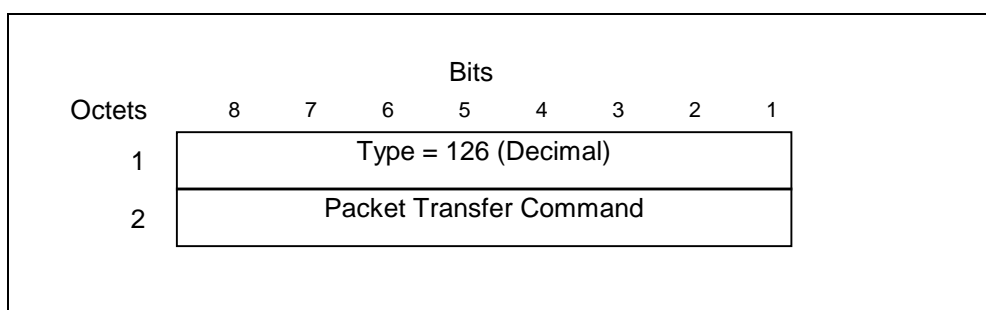 Bits
Octets 8 7 6 5 4 3 2 1
1 Type = 126 (Decimal)
2 Packet Transfer Command